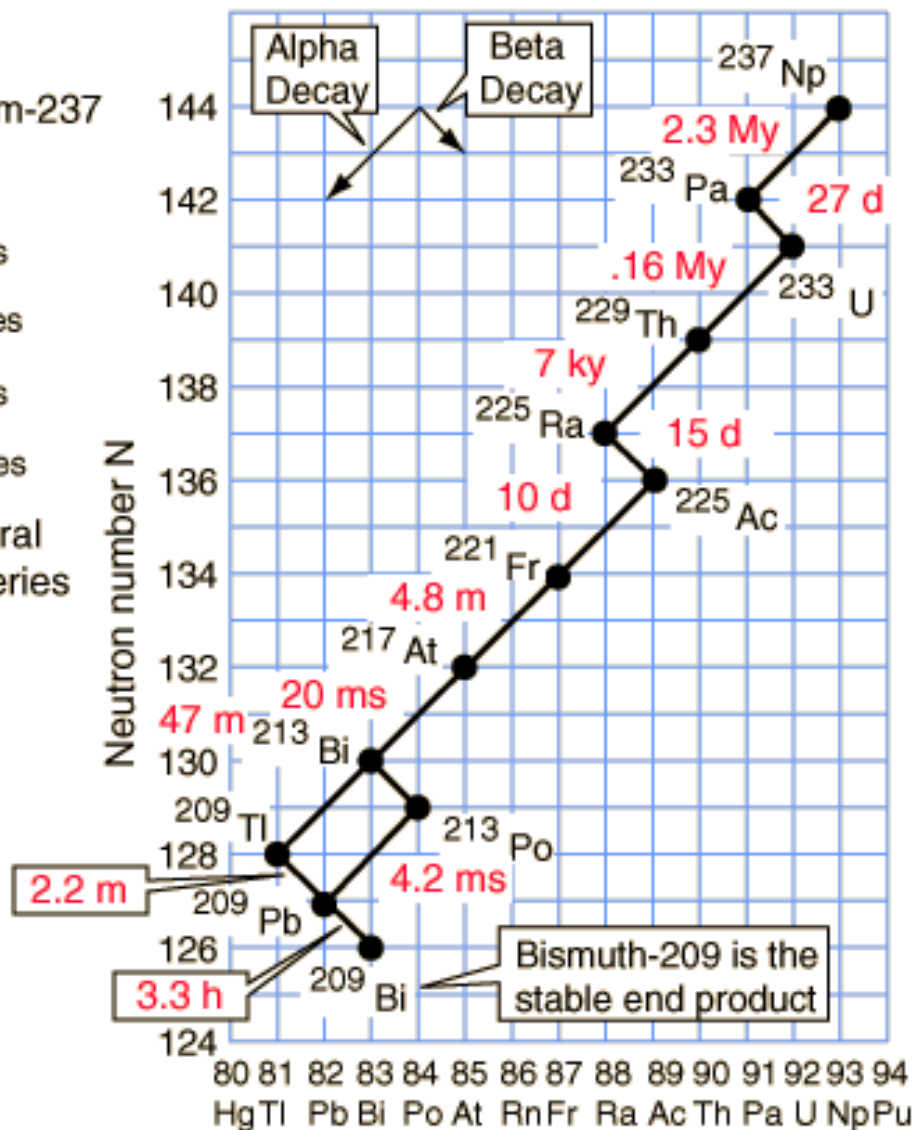 Alpha
Decay
Beta
Decay
237 Np
144
2.3 My
233 Pa
27 d
142
.16 My
140
233 U
229 Th
7 ky
138
225 Ra
15 d
136
10 d
225 Ac
221 Fr
134
4.8 m
217 At
132
20 ms
47 m
213 Bi
130
209 Tl
213 Po
128
4.2 ms
2.2 m
209 Pb
126
Bismuth-209 is the
stable end product
209 Bi
3.3 h
124
Neutron number N
80 81 82 83 84 85 86 87 88 89 90 91 92 93 94
Hg Tl Pb Bi Po At Rn Fr Ra Ac Th Pa U Np Pu
m-237
s
es
s
es
ral
eries